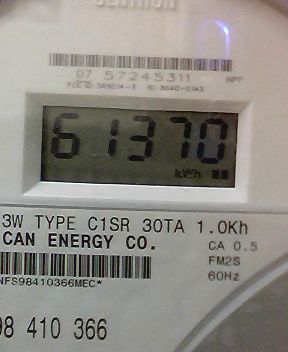 CENTRON
07 57245311
61370
kWh
3W TYPE C1SR 30TA 1.0Kh
CAN ENERGY CO.
CA 0.5
FM2S
60Hz
NFS98410366MEC*
98 410 366